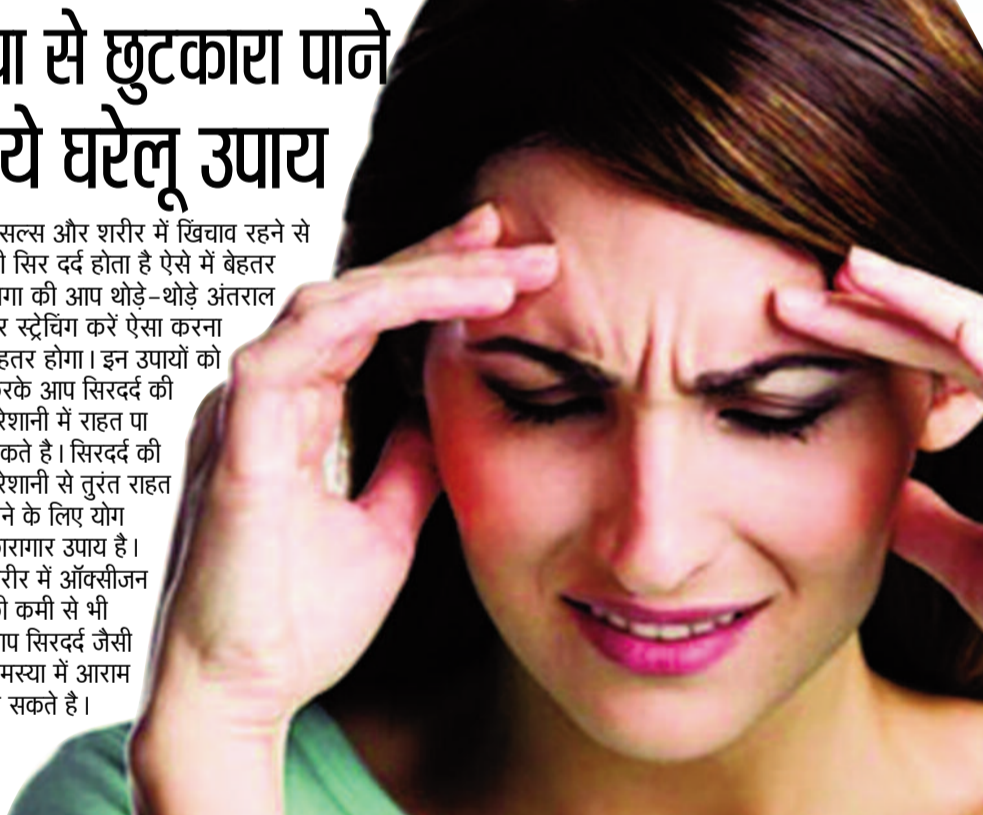 या से छुटकारा पाने
ये घरेलू उपाय
सल्स और शरीर में खिंचाव रहने से
ी सिर दर्द होता है ऐसे में बेहतर
गा की आप थोड़े-थोड़े अंतराल
र स्ट्रेचिंग करें ऐसा करना
हतर होगा। इन उपायों को
रके आप सिरदर्द की
रेशानी में राहत पा
कते है। सिरदर्द की
रेशानी से तुरंत राहत
ने के लिए योग
ारागार उपाय है।
रीर में ऑक्सीजन
ी कमी से भी
ाप सिरदर्द जैसी
मस्या में आराम
सकते है।